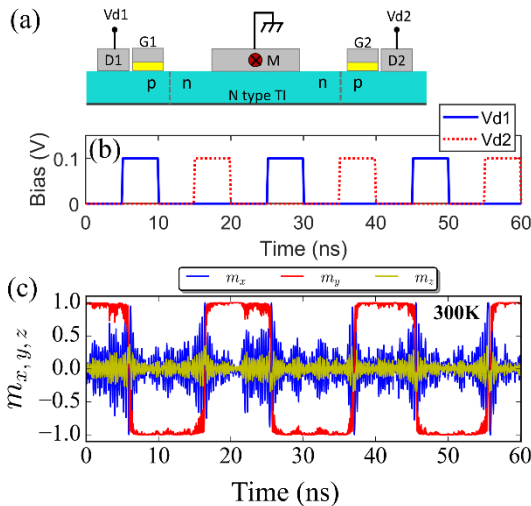 (a)
Vd1
Vd2
D1
G1
M
G2
D2
p
n
n
p
N type TI
(b)
Vd1
Vd2
Bias (V)
0.1
0
0
10
20
30
40
50
60
Time (ns)
m_x
m_y
m_z
(c)
300K
m_{x, y, z}
1.0
0.5
0.0
−0.5
−1.0
0
10
20
30
40
50
60
Time (ns)